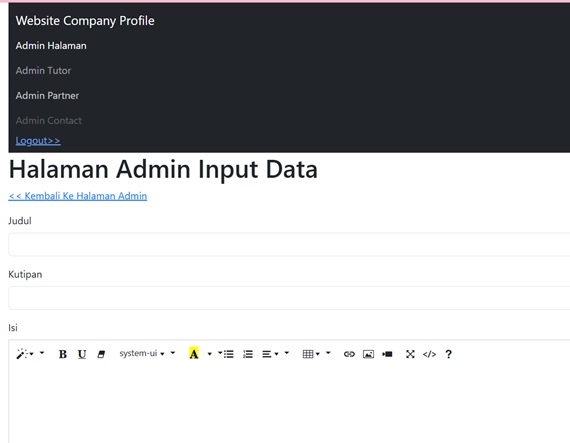 Website Company Profile
Admin Halaman
Admin Tutor
Admin Partner
Admin Contact
Logout>>
Halaman Admin Input Data
<< Kembali Ke Halaman Admin
Judul
Kutipan
Isi
B U system-ui A </> ?